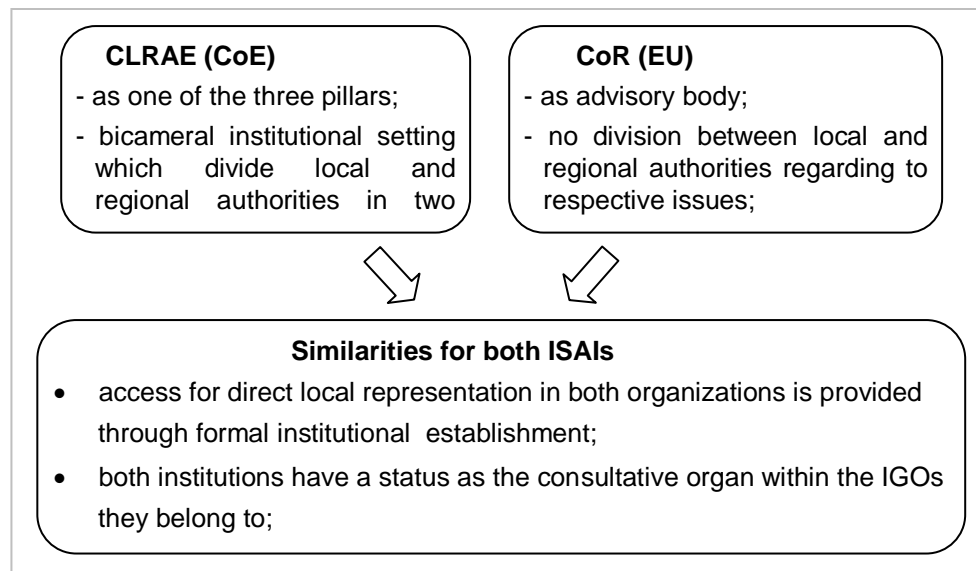 CLRAE (CoE)
- as one of the three pillars;
- bicameral institutional setting
which divide local and
regional authorities in two
CoR (EU)
- as advisory body;
- no division between local and
regional authorities regarding to
respective issues;
Similarities for both ISAIs
• access for direct local representation in both organizations is provided
through formal institutional establishment;
• both institutions have a status as the consultative organ within the IGOs
they belong to;